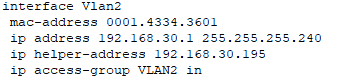 interface Vlan2
mac-address 0001.4334.3601
ip address 192.168.30.1 255.255.255.240
ip helper-address 192.168.30.195
ip access-group VLAN2 in